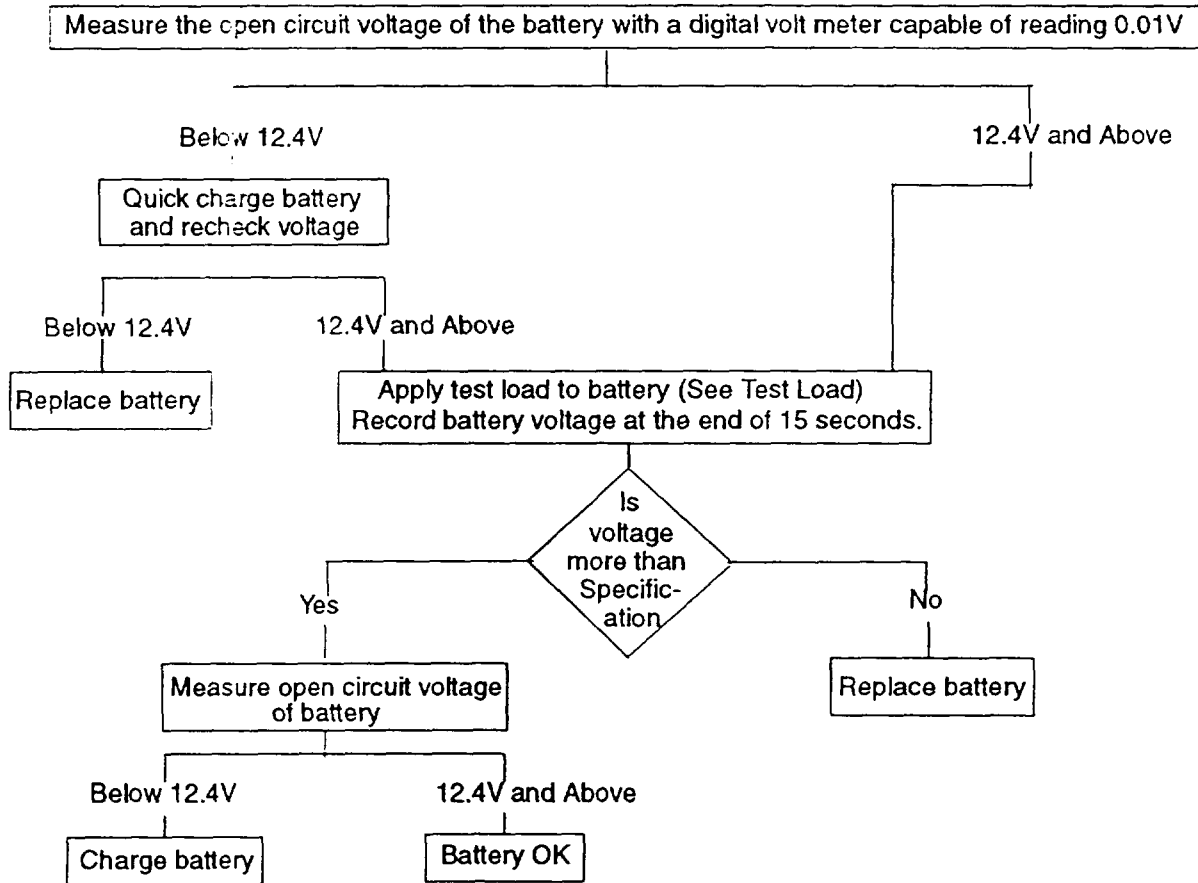 Measure the open circuit voltage of the battery with a digital volt meter capable of reading 0.01V
Below 12.4V
12.4V and Above
Quick charge battery
and recheck voltage
Below 12.4V
12.4V and Above
Replace battery
Apply test load to battery (See Test Load)
Record battery voltage at the end of 15 seconds.
Is
voltage
more than
Specific-
ation
Yes
No
Measure open circuit voltage
of battery
Replace battery
Below 12.4V
12.4V and Above
Charge battery
Battery OK